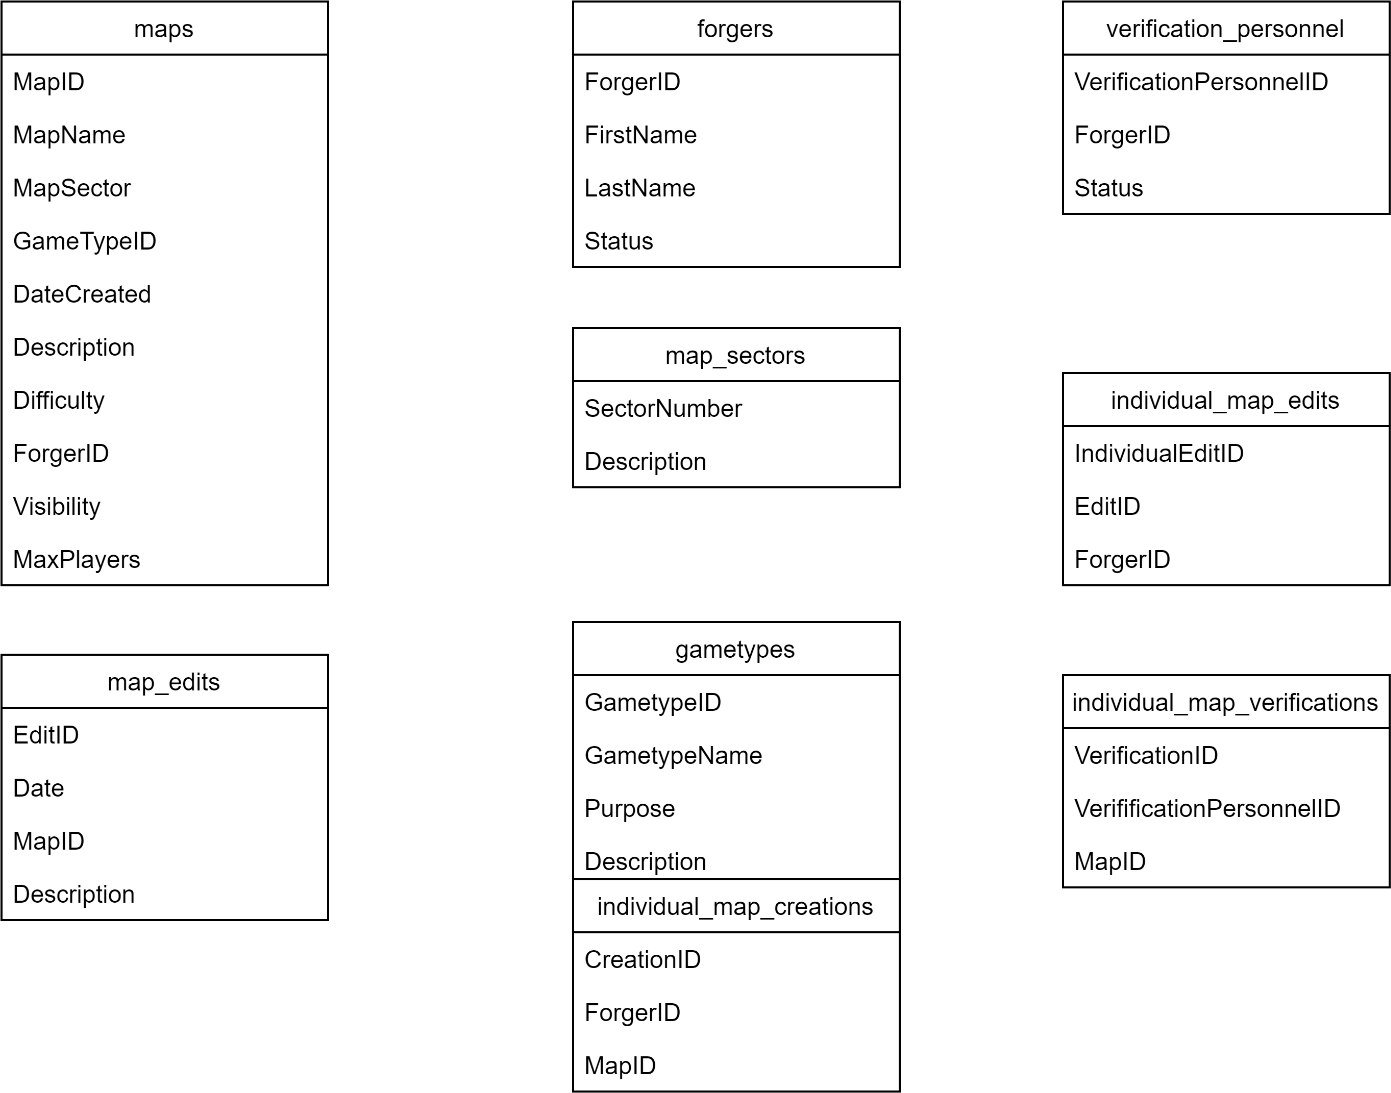 maps
MapID
MapName
MapSector
GameTypeID
DateCreated
Description
Difficulty
ForgerID
Visibility
MaxPlayers
map_edits
EditID
Date
MapID
Description
forgers
ForgerID
FirstName
LastName
Status
map_sectors
SectorNumber
Description
gametypes
GametypeID
GametypeName
Purpose
Description
individual_map_creations
CreationID
ForgerID
MapID
verification_personnel
VerificationPersonnelID
ForgerID
Status
individual_map_edits
IndividualEditID
EditID
ForgerID
individual_map_verifications
VerificationID
VerifificationPersonnelID
MapID